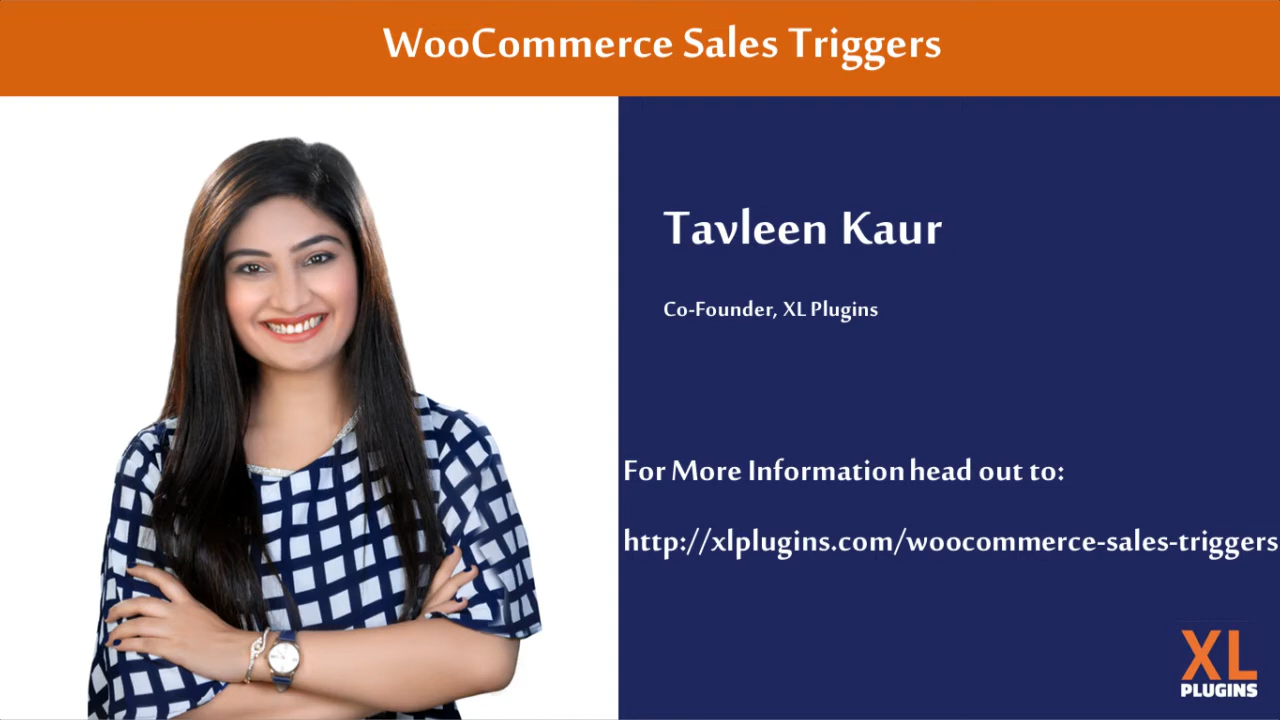 WooCommerce Sales Triggers
Tavleen Kaur
Co-Founder, XL Plugins
For More Information head out to:
http://xlplugins.com/woocommerce-sales-triggers
XL
PLUGINS